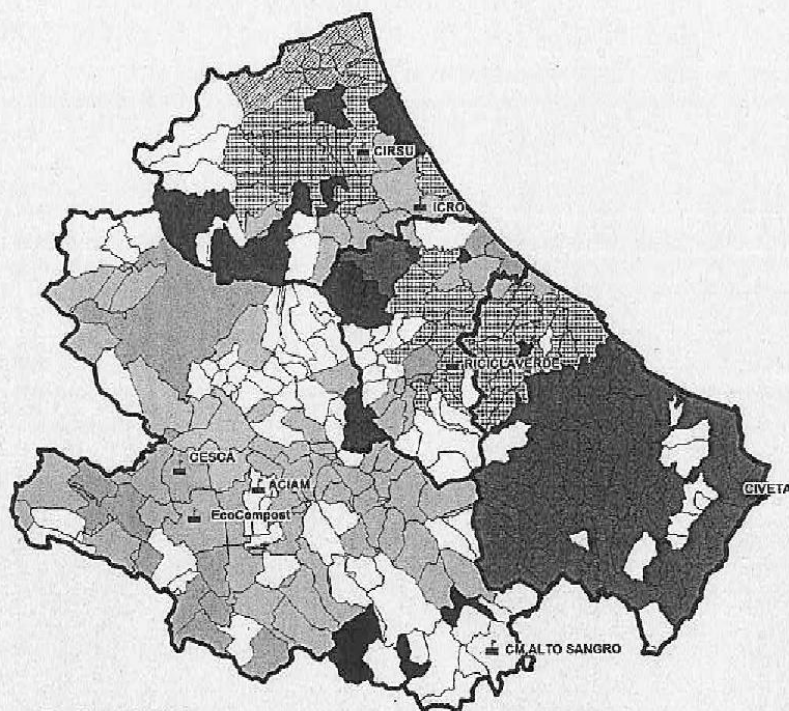 CIRSU
ICRO
RICICLAVERDE
CESCA
ACIAM
CIVETA
EcoCompost
CM ALTO SANGRO